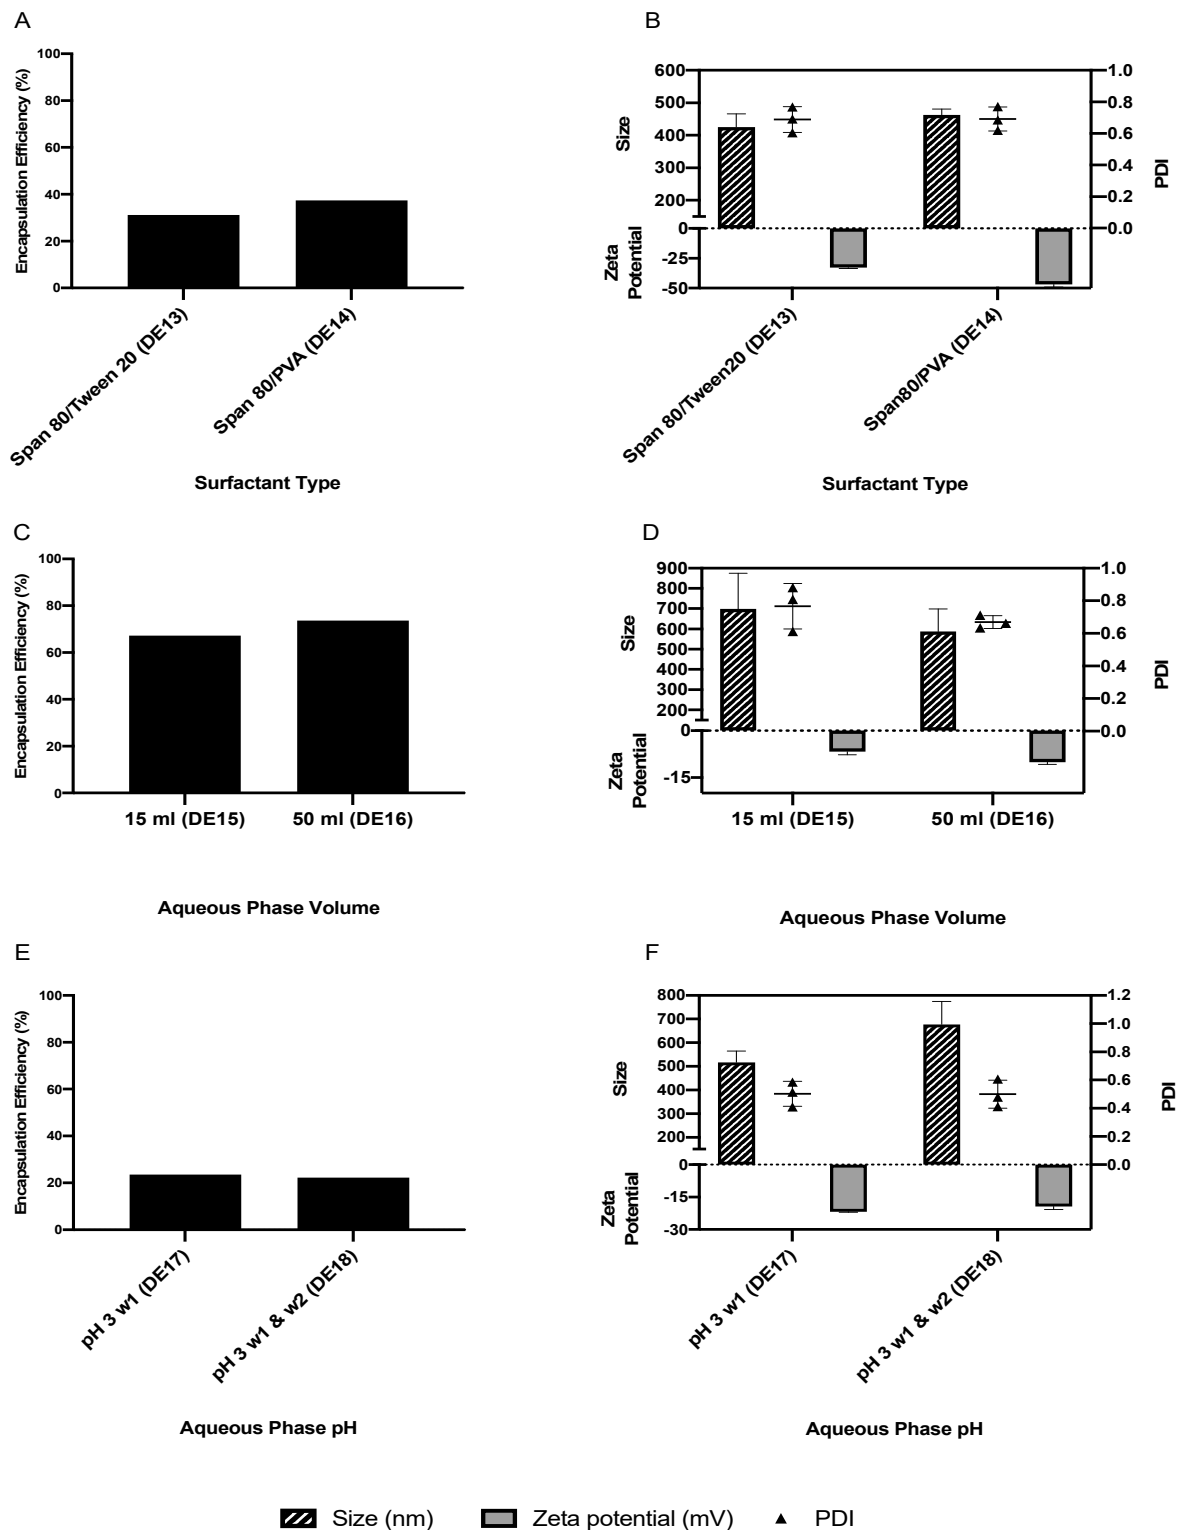 A
Encapsulation Efficiency (%)
100
80
60
40
20
0
Span 80/Tween 20 (DE13)
Span 80/PVA (DE14)
Surfactant Type
B
Size
Zeta
Potential
600
500
400
300
200
0
-25
-50
1.0
0.8
0.6
0.4
0.2
0.0
PDI
Span 80/Tween20 (DE13)
Span80/PVA (DE14)
Surfactant Type
C
Encapsulation Efficiency (%)
100
80
60
40
20
0
15 ml (DE15)
50 ml (DE16)
Aqueous Phase Volume
D
Size
Zeta
Potential
900
800
700
600
500
400
300
200
0
-15
1.0
0.8
0.6
0.4
0.2
0.0
PDI
15 ml (DE15)
50 ml (DE16)
Aqueous Phase Volume
E
Encapsulation Efficiency (%)
100
80
60
40
20
0
pH 3 w1 (DE17)
pH 3 w1 & w2 (DE18)
Aqueous Phase pH
F
Size
Zeta
Potential
800
700
600
500
400
300
200
0
-15
-30
1.2
1.0
0.8
0.6
0.4
0.2
0.0
PDI
pH 3 w1 (DE17)
pH 3 w1 & w2 (DE18)
Aqueous Phase pH
Size (nm)
Zeta potential (mV)
PDI